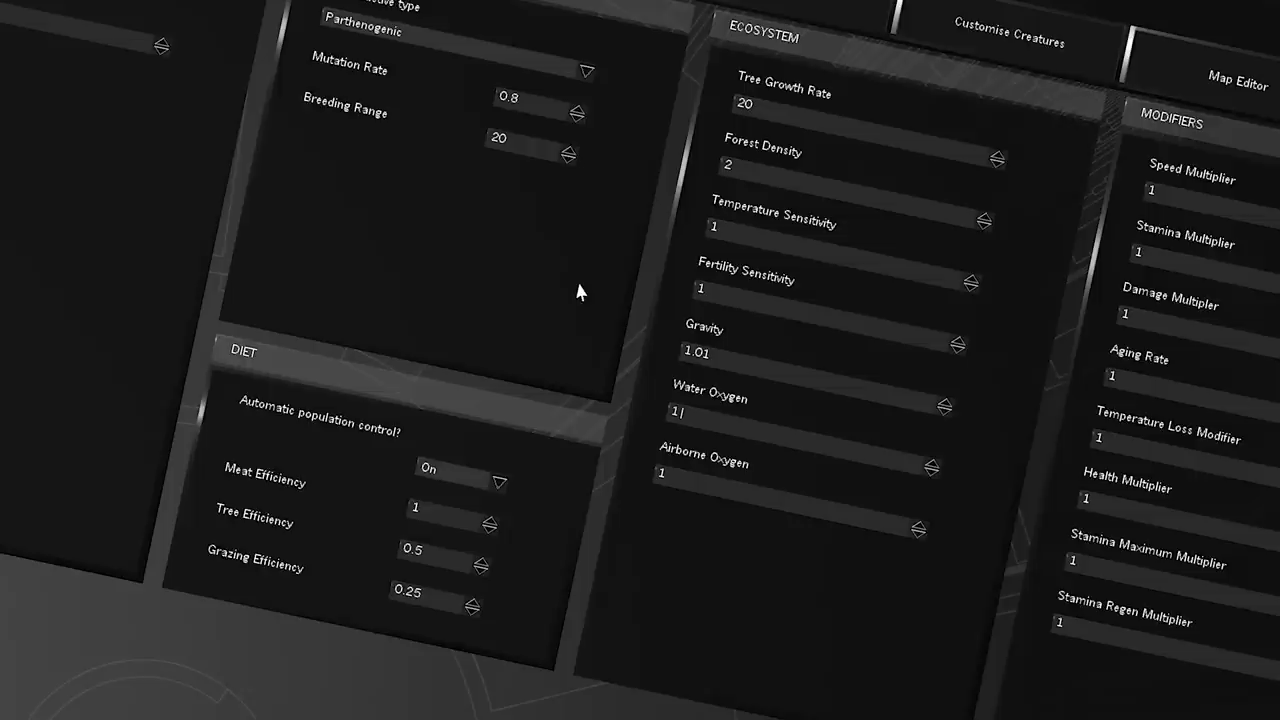 Parthenogenic
Mutation Rate
0.8
Breeding Range
20
DIET
Automatic population control?
On
Meat Efficiency
1
Tree Efficiency
0.5
Grazing Efficiency
0.25
ECOSYSTEM
Tree Growth Rate
20
Forest Density
2
Temperature Sensitivity
1
Fertility Sensitivity
1
Gravity
1.01
Water Oxygen
1
Airborne Oxygen
1
Customise Creatures
Map Editor
MODIFIERS
Speed Multiplier
1
Stamina Multiplier
1
Damage Multipler
1
Aging Rate
1
Temperature Loss Modifier
1
Health Multiplier
1
Stamina Maximum Multiplier
1
Stamina Regen Multiplier
1